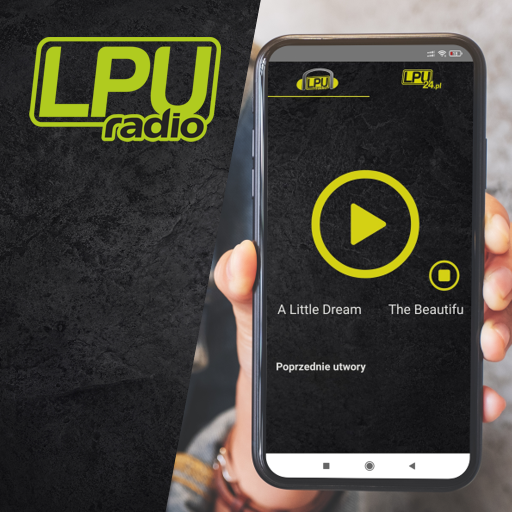 LPU
radio
LPU
LPU
24.pl
A Little Dream
The Beautifu
Poprzednie utwory